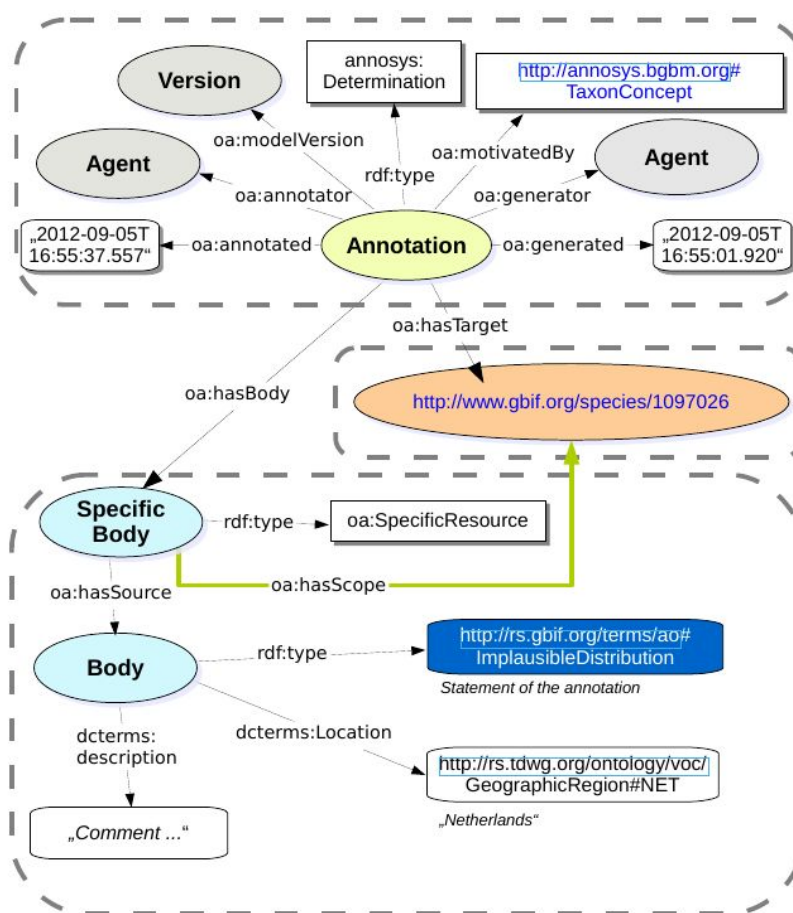 Version
annosys:
Determination
http://annosys.bgbm.org#
TaxonConcept
oa:modelVersion
oa:motivatedBy
Agent
rdf:type
Agent
oa:annotator
oa:generator
„2012-09-05T
16:55:37.557“
oa:annotated
Annotation
oa:generated
„2012-09-05T
16:55:01.920“
oa:hasTarget
oa:hasBody
http://www.gbif.org/species/1097026
Specific
Body
rdf:type
oa:SpecificResource
oa:hasSource
oa:hasScope
Body
rdf:type
http://rs.gbif.org/terms/ao#
ImplausibleDistribution
Statement of the annotation
dcterms:
description
dcterms:Location
http://rs.tdwg.org/ontology/voc/
GeographicRegion#NET
„Netherlands“
„Comment ...“